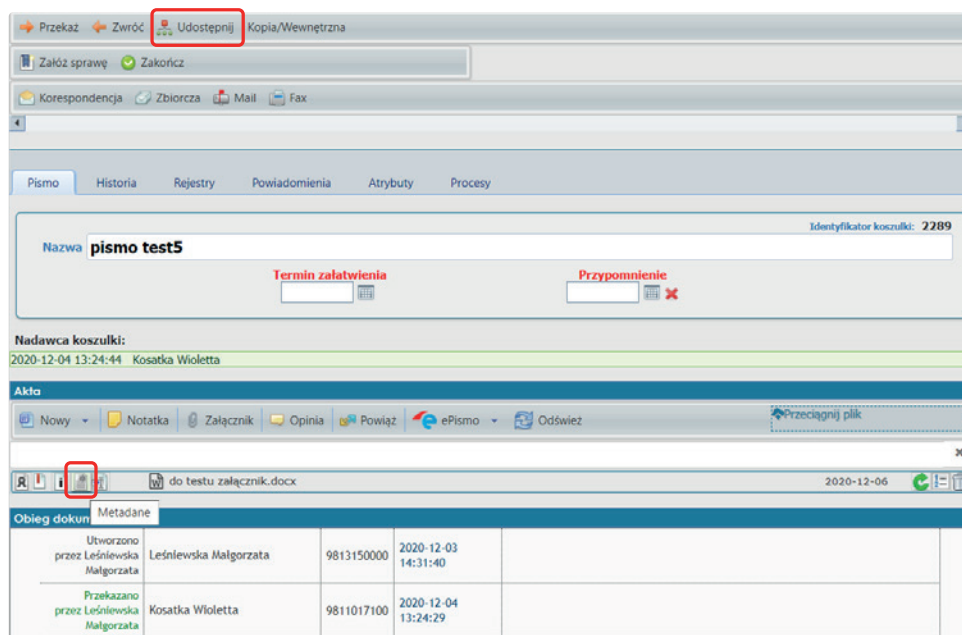 Przekaż Zwróć Udostępnij Kopia/Wewnętrzna
Załóż sprawę Zakończ
Korespondencja Zbiorcza Mail Fax
Pismo Historia Rejestry Powiadomienia Atrybuty Procesy
Identyfikator koszulki: 2289
Nazwa pismo test5
Termin załatwienia Przypomnienie
Nadawca koszulki:
2020-12-04 13:24:44 Kosatka Wioletta
Akta
Nowy Notatka Załącznik Opinia Powiąż ePismo Odśwież Przeciągnij plik
do testu załącznik.docx 2020-12-06
Metadane
Obieg dokum
Utworzono
przez Leśniewska Leśniewska Małgorzata 9813150000 2020-12-03
Małgorzata 14:31:40
Przekazano
przez Leśniewska Kosatka Wioletta 9811017100 2020-12-04
Małgorzata 13:24:29